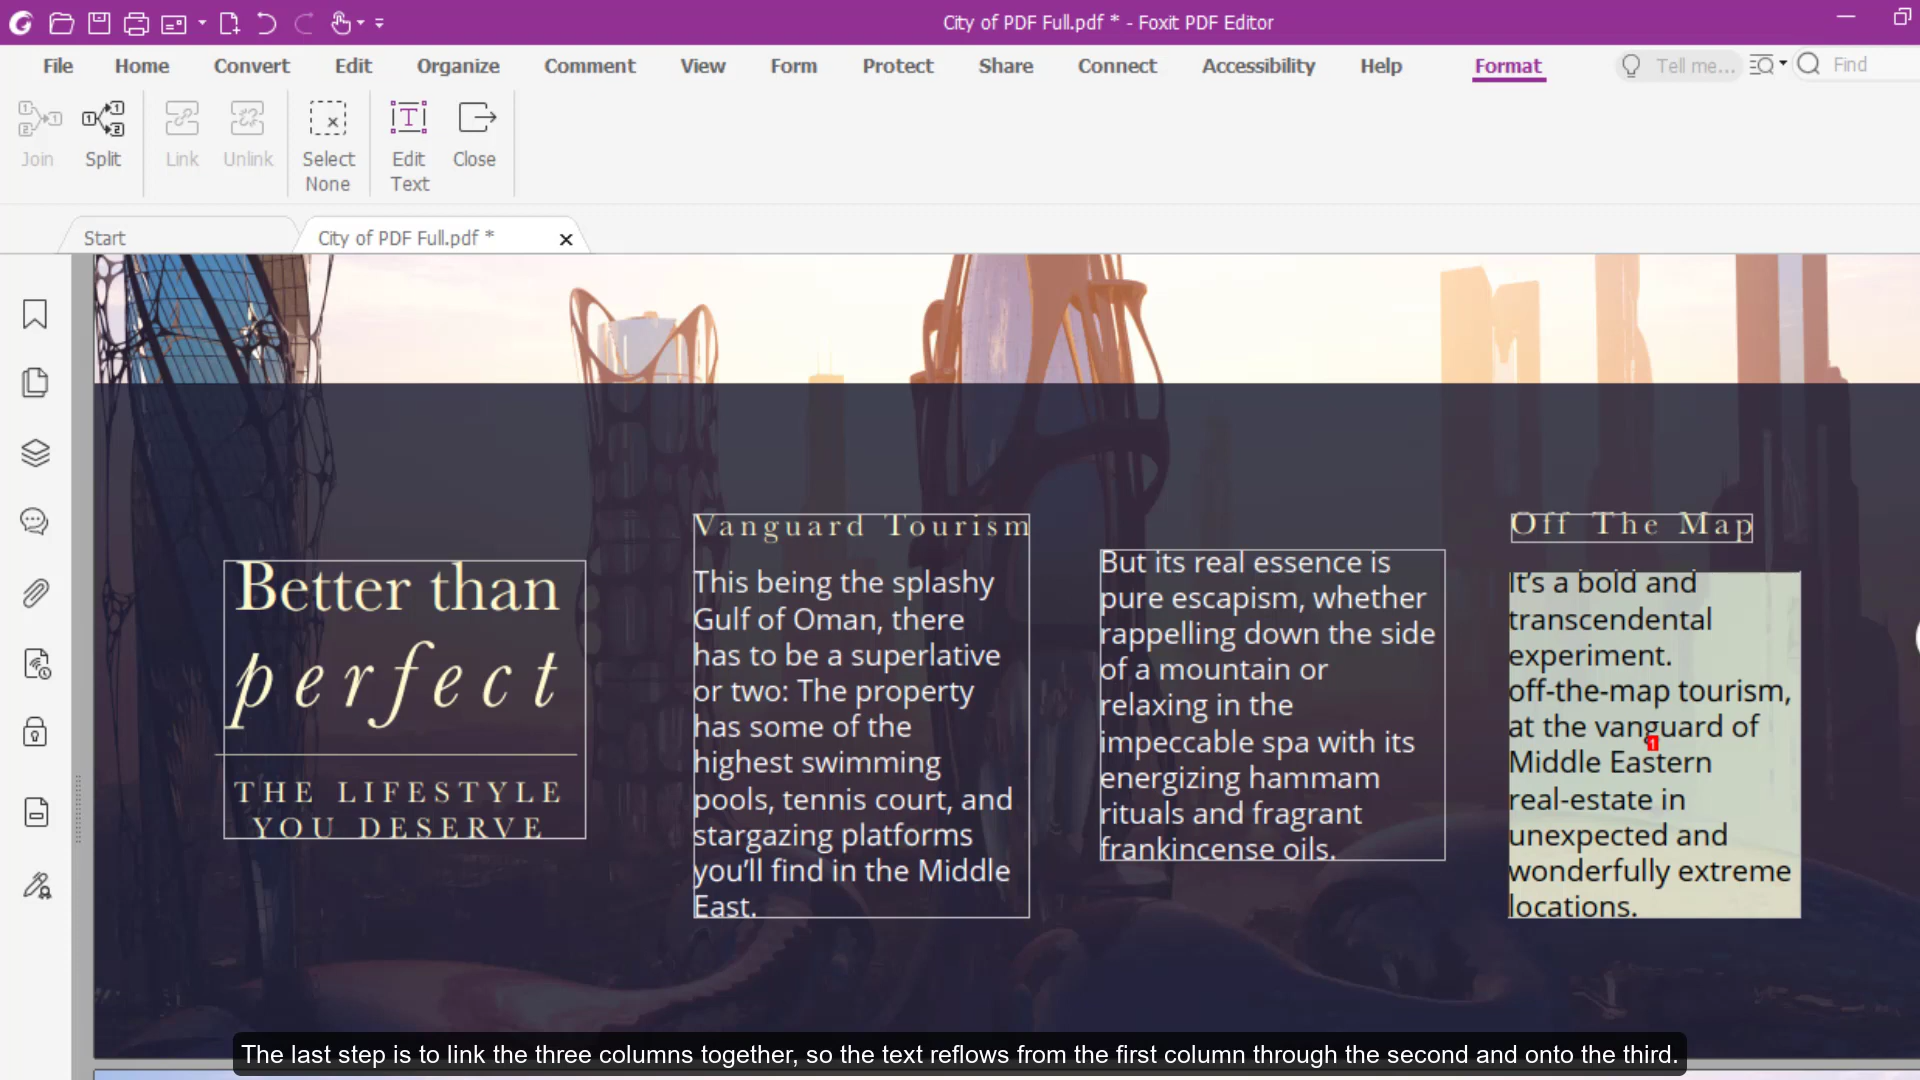 City of PDF Full.pdf * - Foxit PDF Editor
File Home Convert Edit Organize Comment View Form Protect Share Connect Accessibility Help Format Tell me... Find
Join Split Link Unlink Select None Edit Text Close
Start City of PDF Full.pdf *
Better than
perfect
THE LIFESTYLE
YOU DESERVE
Vanguard Tourism
This being the splashy
Gulf of Oman, there
has to be a superlative
or two: The property
has some of the
highest swimming
pools, tennis court, and
stargazing platforms
you’ll find in the Middle
East.
But its real essence is
pure escapism, whether
rappelling down the side
of a mountain or
relaxing in the
impeccable spa with its
energizing hammam
rituals and fragrant
frankincense oils.
Off The Map
It’s a bold and
transcendental
experiment.
off-the-map tourism,
at the vanguard of
1
Middle Eastern
real-estate in
unexpected and
wonderfully extreme
locations.
The last step is to link the three columns together, so the text reflows from the first column through the second and onto the third.